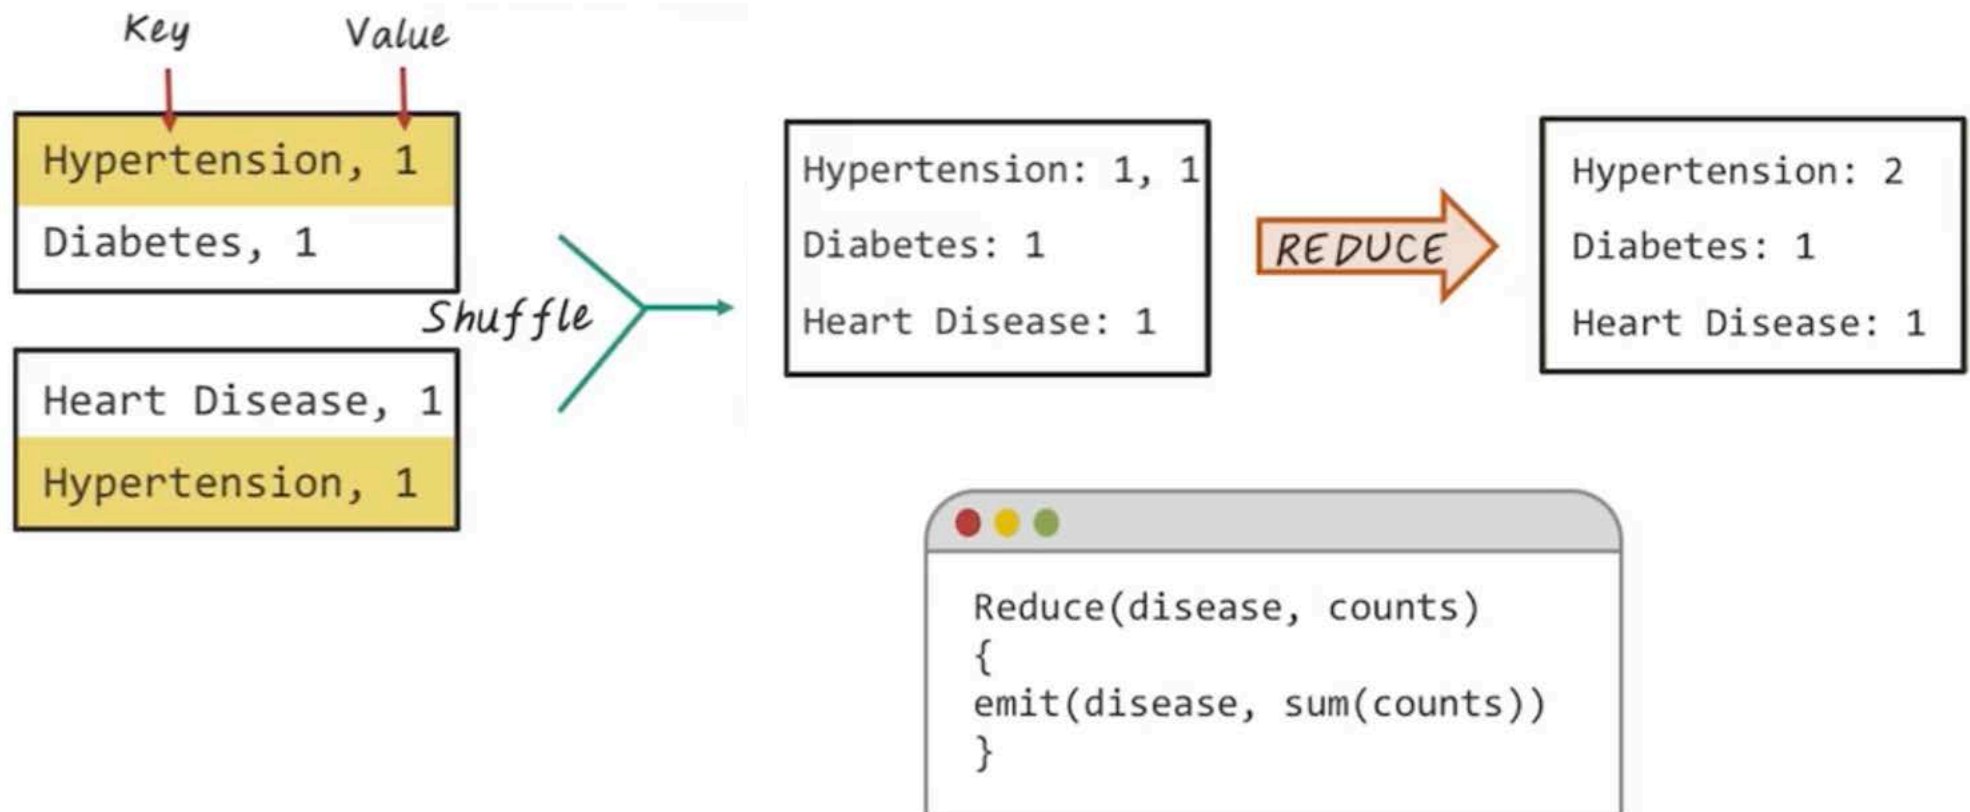 Key Value
Hypertension, 1
Diabetes, 1
Shuffle
Heart Disease, 1
Hypertension, 1
Hypertension: 1, 1
Diabetes: 1
Heart Disease: 1
REDUCE
Hypertension: 2
Diabetes: 1
Heart Disease: 1
Reduce(disease, counts)
{
emit(disease, sum(counts))
}